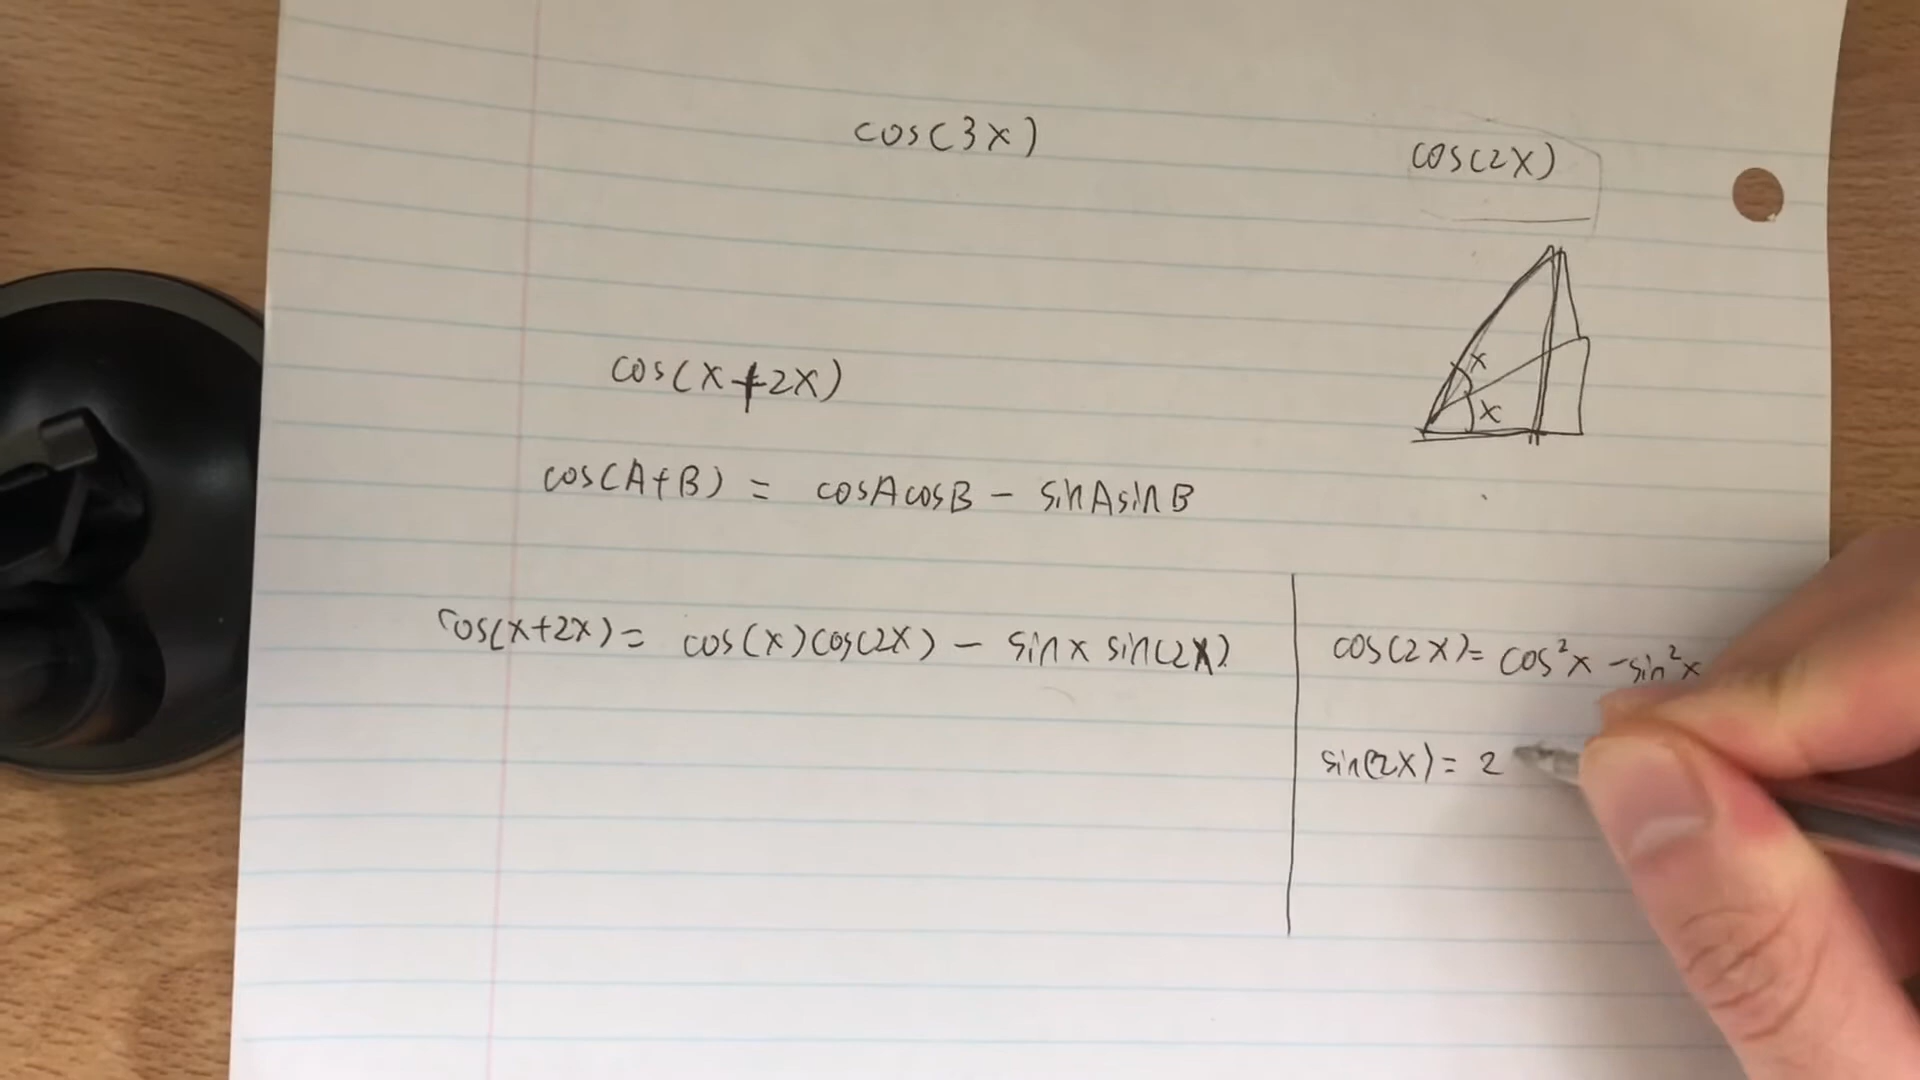 cos(3x)
cos(2x)
x
x
cos(x+2x)
cos(A+B) = cosAcosB - sinAsinB
cos(x+2x)= cos(x)cos(2x) - sinx sin(2x)
cos(2x)= cos²x -sin²x
sin(2x)= 2